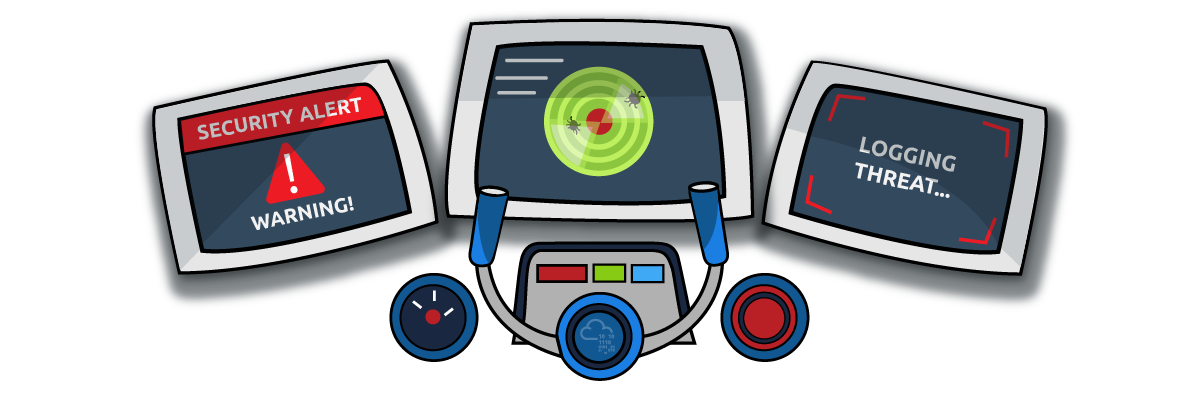 SECURITY ALERT
WARNING!
LOGGING
THREAT...